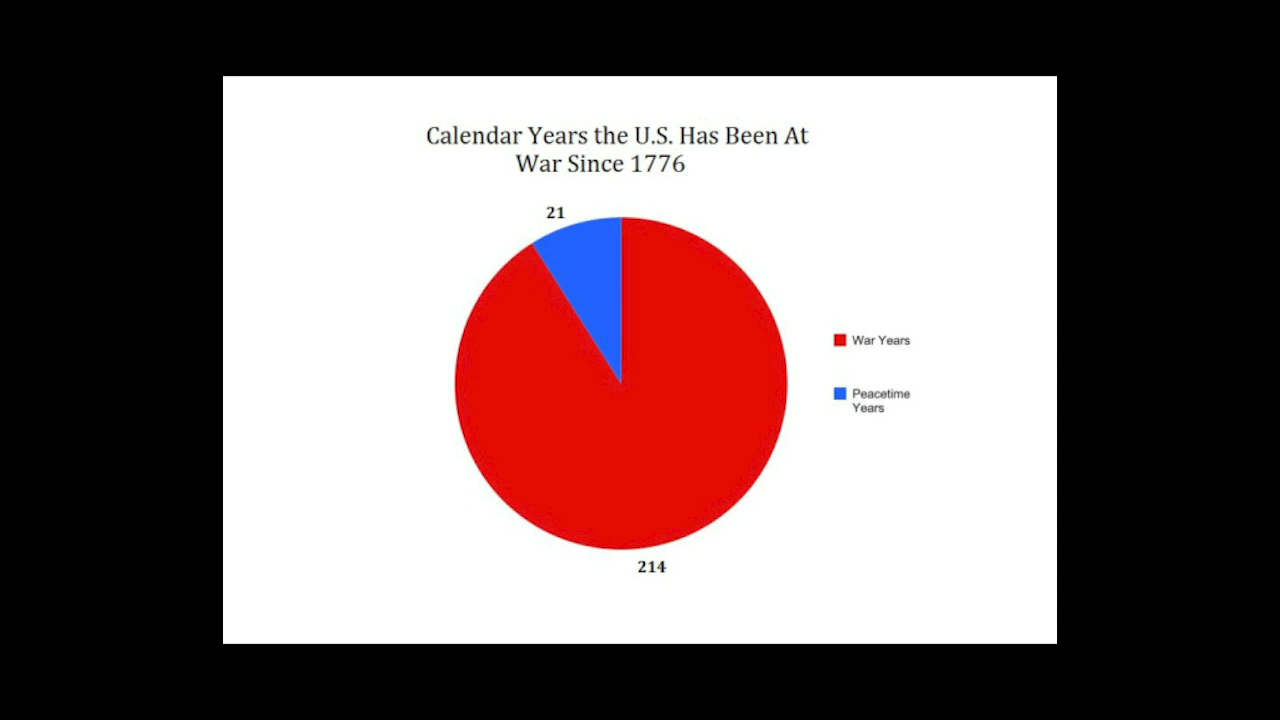 Calendar Years the U.S. Has Been At
War Since 1776
21
War Years
Peacetime
Years
214